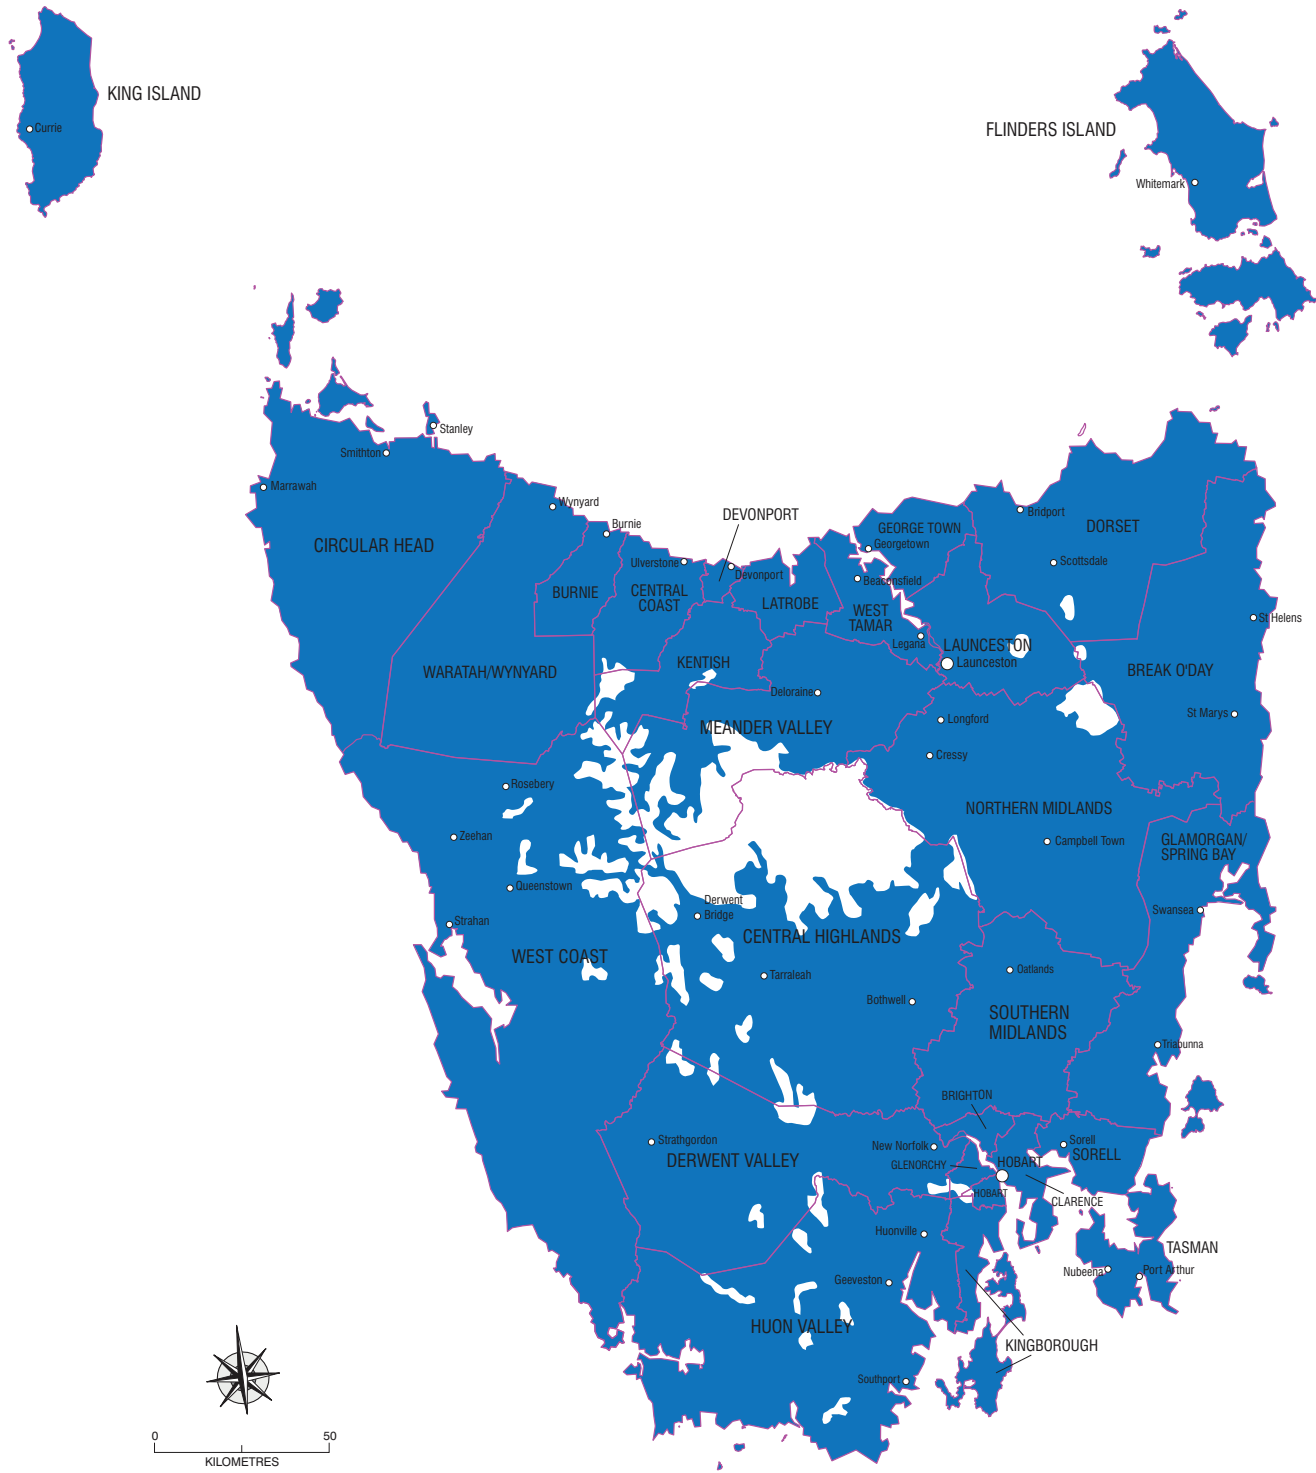 KING ISLAND
Currie
FLINDERS ISLAND
Whitemark
Stanley
Smithton
Marrawah
Wynyard
Burnie
DEVONPORT
GEORGE TOWN
Georgetown
Bridport
DORSET
CIRCULAR HEAD
Ulverstone
Devonport
Scottsdale
BURNIE
CENTRAL
COAST
LATROBE
Beaconsfield
WEST
TAMAR
St Helens
Legana
LAUNCESTON
Launceston
KENTISH
WARATAH/WYNYARD
BREAK O'DAY
Deloraine
St Marys
Longford
MEANDER VALLEY
Cressy
Rosebery
NORTHERN MIDLANDS
Zeehan
Campbell Town
GLAMORGAN/
SPRING BAY
Queenstown
Derwent
Bridge
Swansea
Strahan
CENTRAL HIGHLANDS
WEST COAST
Tarraleah
Oatlands
Bothwell
SOUTHERN
MIDLANDS
Triabunna
BRIGHTON
Strathgordon
DERWENT VALLEY
New Norfolk
Sorell
SORELL
GLENORCHY
HOBART
HOBART
CLARENCE
Huonville
TASMAN
Nubeena
Port Arthur
Geeveston
HUON VALLEY
KINGBOROUGH
Southport
0 50
KILOMETRES